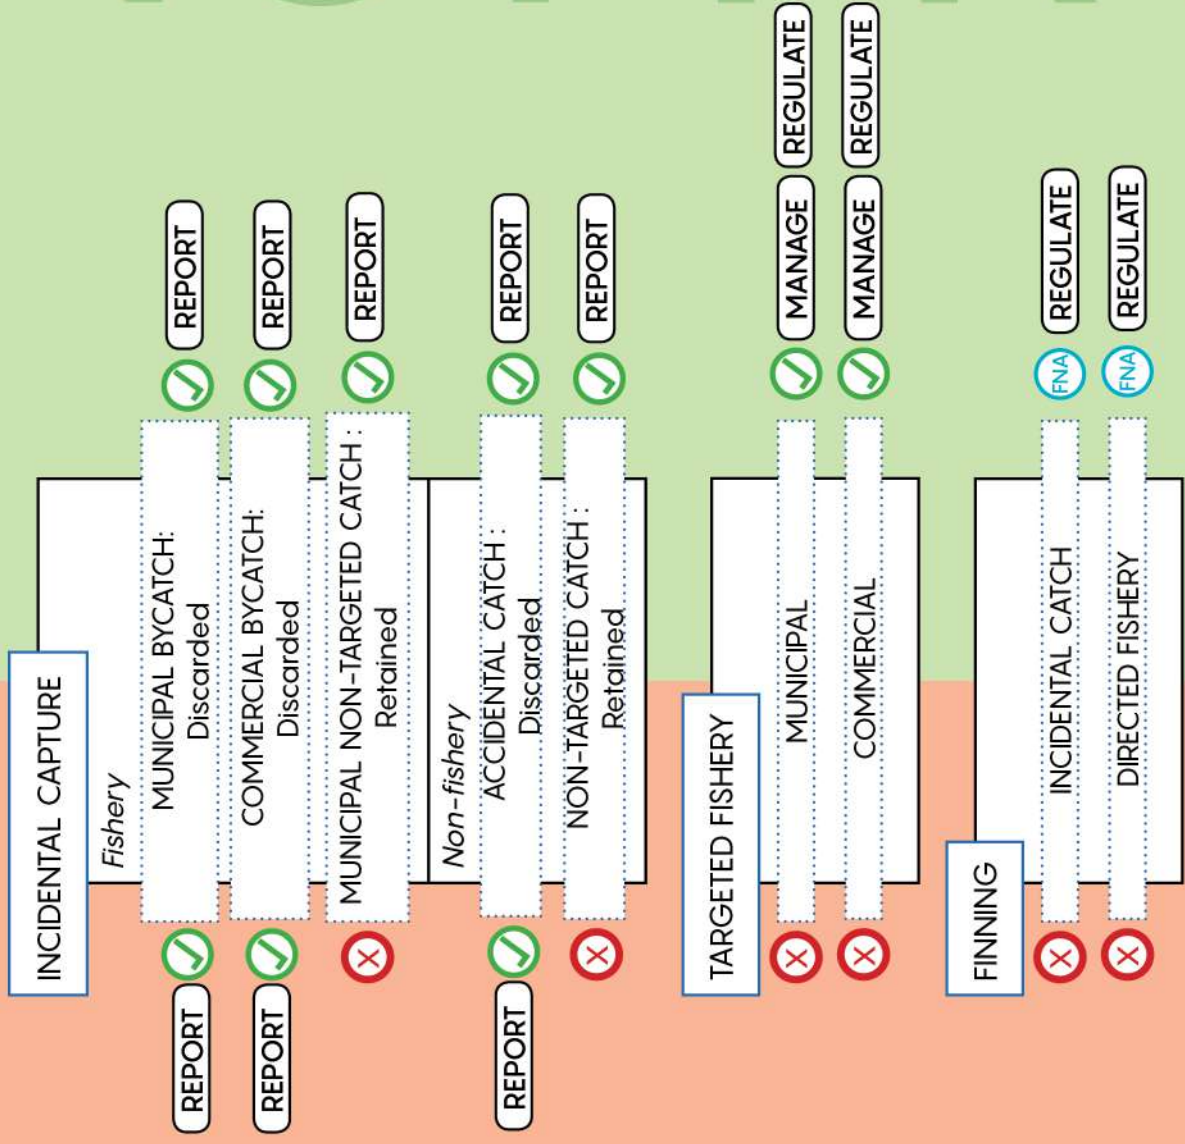 INCIDENTAL CAPTURE
Fishery
REPORT
MUNICIPAL BYCATCH:
Discarded
REPORT
REPORT
COMMERCIAL BYCATCH:
Discarded
REPORT
X
MUNICIPAL NON-TARGETED CATCH :
Retained
REPORT
Non-fishery
REPORT
ACCIDENTAL CATCH :
Discarded
REPORT
X
NON-TARGETED CATCH :
Retained
REPORT
TARGETED FISHERY
X
MUNICIPAL
MANAGE
REGULATE
X
COMMERCIAL
MANAGE
REGULATE
FINNING
X
INCIDENTAL CATCH
FNA
REGULATE
X
DIRECTED FISHERY
FNA
REGULATE